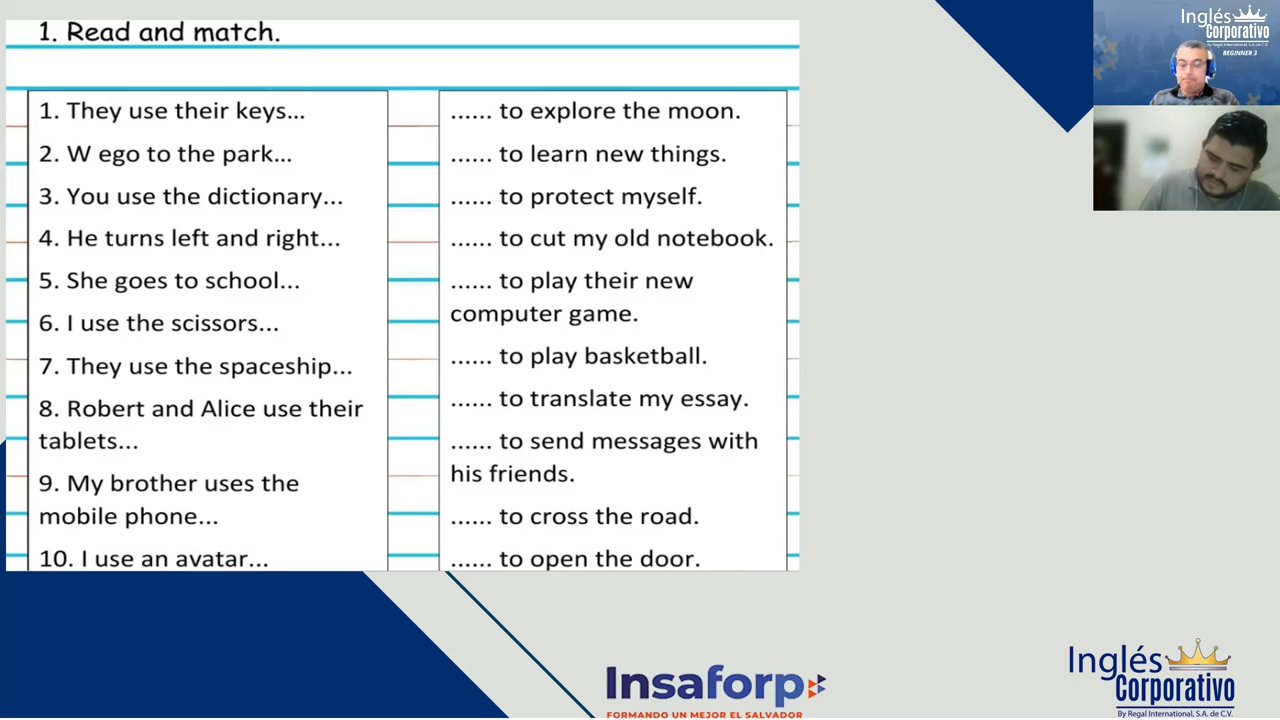 1. Read and match.
1. They use their keys...
2. W ego to the park...
3. You use the dictionary...
4. He turns left and right...
5. She goes to school...
6. I use the scissors...
7. They use the spaceship...
8. Robert and Alice use their
tablets...
9. My brother uses the
mobile phone...
10. I use an avatar...
...... to explore the moon.
...... to learn new things.
...... to protect myself.
...... to cut my old notebook.
...... to play their new
computer game.
...... to play basketball.
...... to translate my essay.
...... to send messages with
his friends.
...... to cross the road.
...... to open the door.
Inglés
Corporativo
By Regal International, S.A. de C.V.
BEGINNER 3
Insaforp
FORMANDO UN MEJOR EL SALVADOR
Inglés
Corporativo
By Regal International, S.A. de C.V.